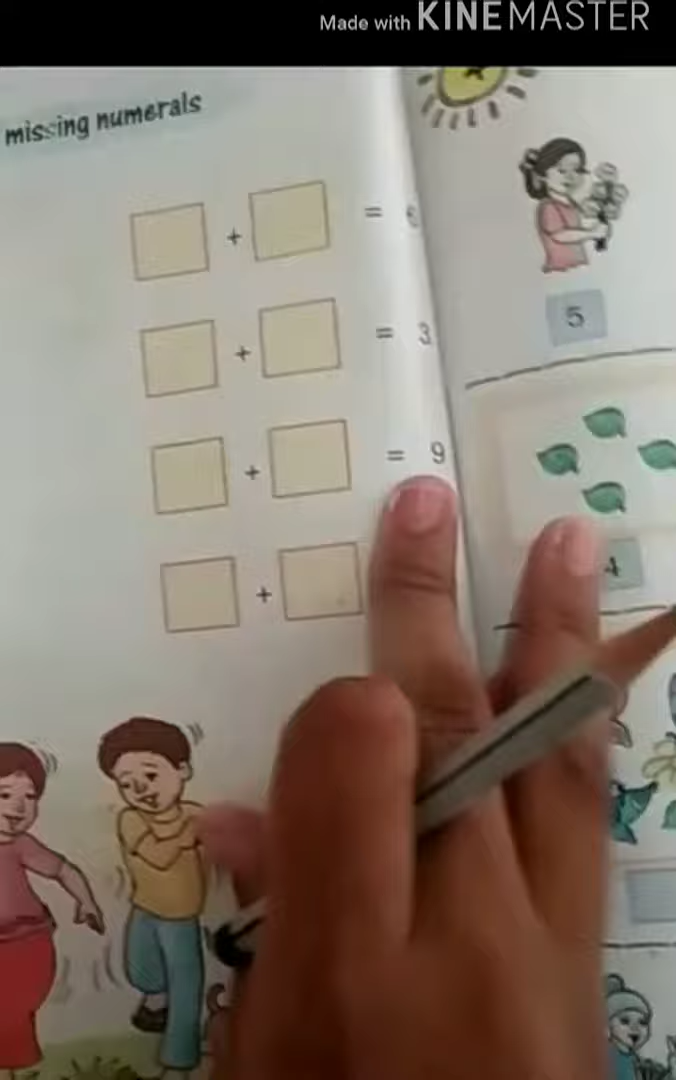 Made with KINEMASTER
missing numerals
+ =
+ = 3
+ = 9
+
5
4